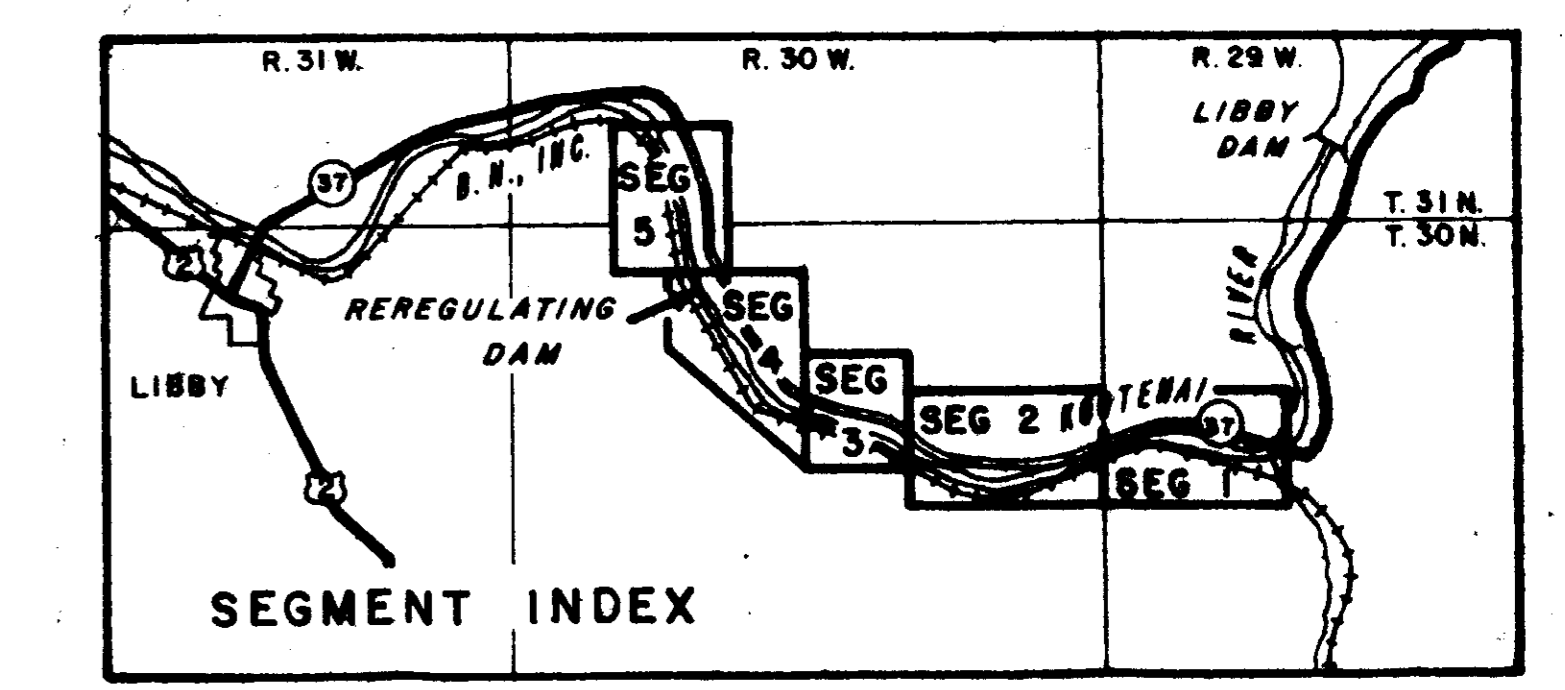 R. 31 W.
R. 30 W.
R. 29 W.
LIBBY
DAM
37
B. N., INC.
SEG
5
T. 31 N.
T. 30 N.
2
RIVER
REREGULATING
DAM
SEG
4
LIBBY
SEG
3
SEG 2
KOOTENAI
37
SEG 1
2
SEGMENT INDEX